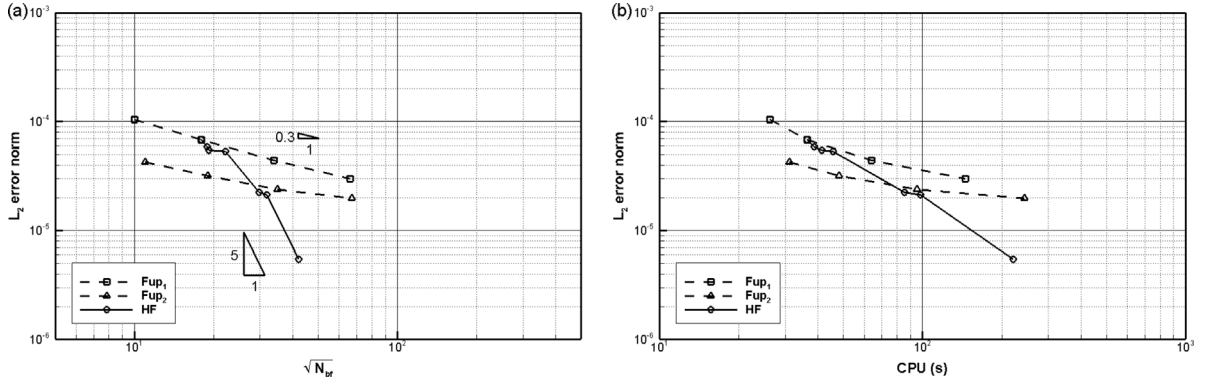 (a)
10⁻³
10⁻⁴
10⁻⁵
10⁻⁶
L₂ error norm
0.3
1
5
1
Fup₁
Fup₂
HF
10¹
10²
√N_bf
(b)
10⁻³
10⁻⁴
10⁻⁵
10⁻⁶
L₂ error norm
Fup₁
Fup₂
HF
10¹
10²
10³
CPU (s)